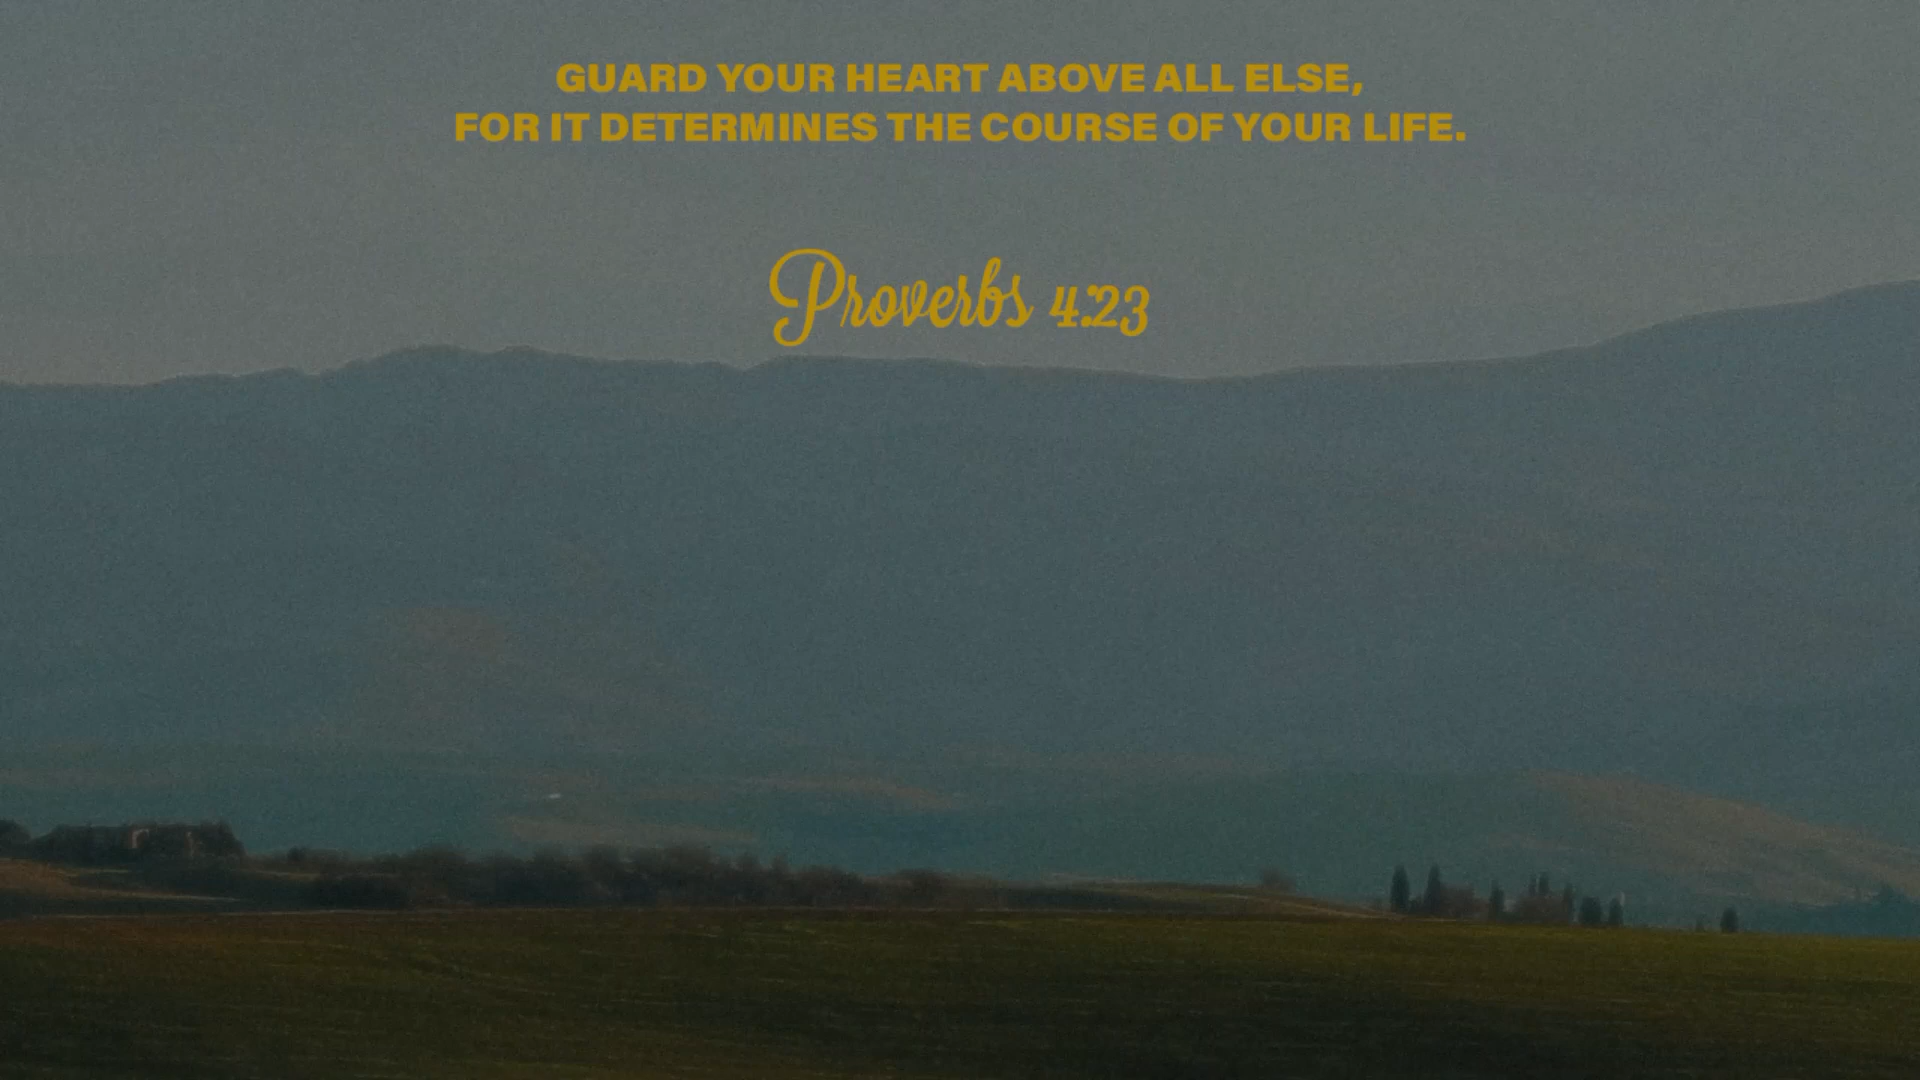 GUARD YOUR HEART ABOVE ALL ELSE,
FOR IT DETERMINES THE COURSE OF YOUR LIFE.
Proverbs 4:23